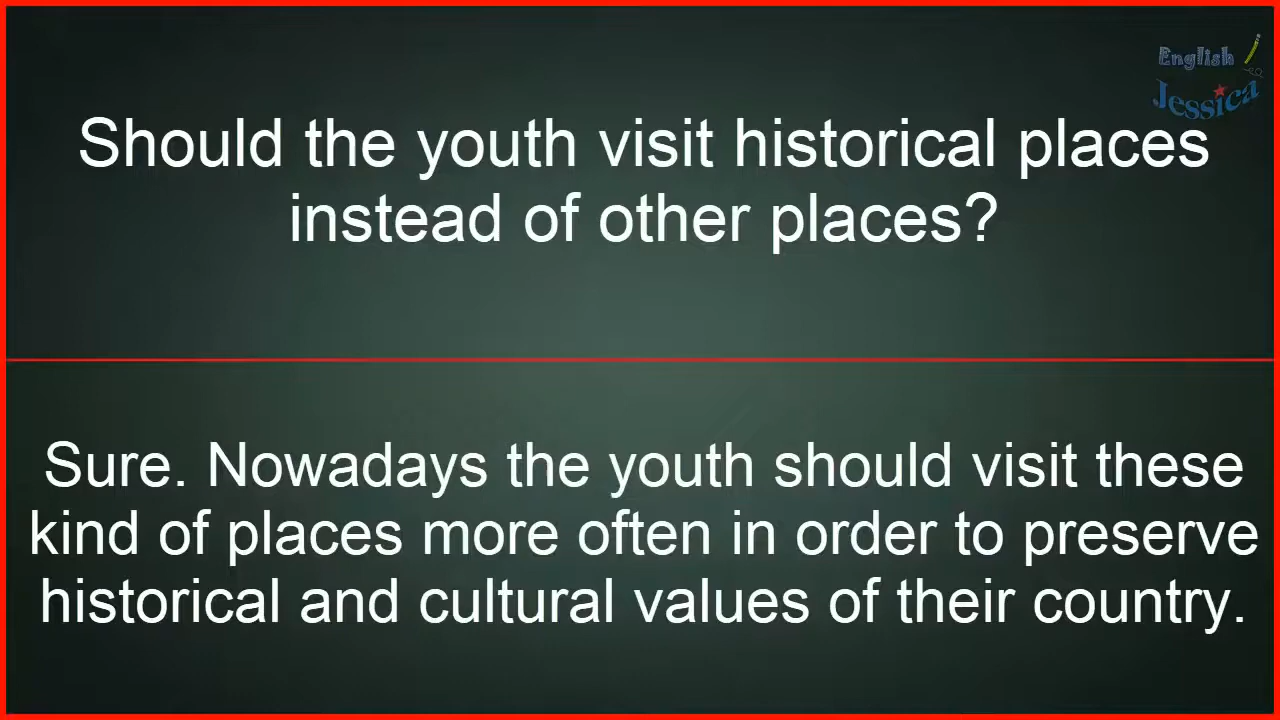 English
Jessica
Should the youth visit historical places
instead of other places?
Sure. Nowadays the youth should visit these
kind of places more often in order to preserve
historical and cultural values of their country.